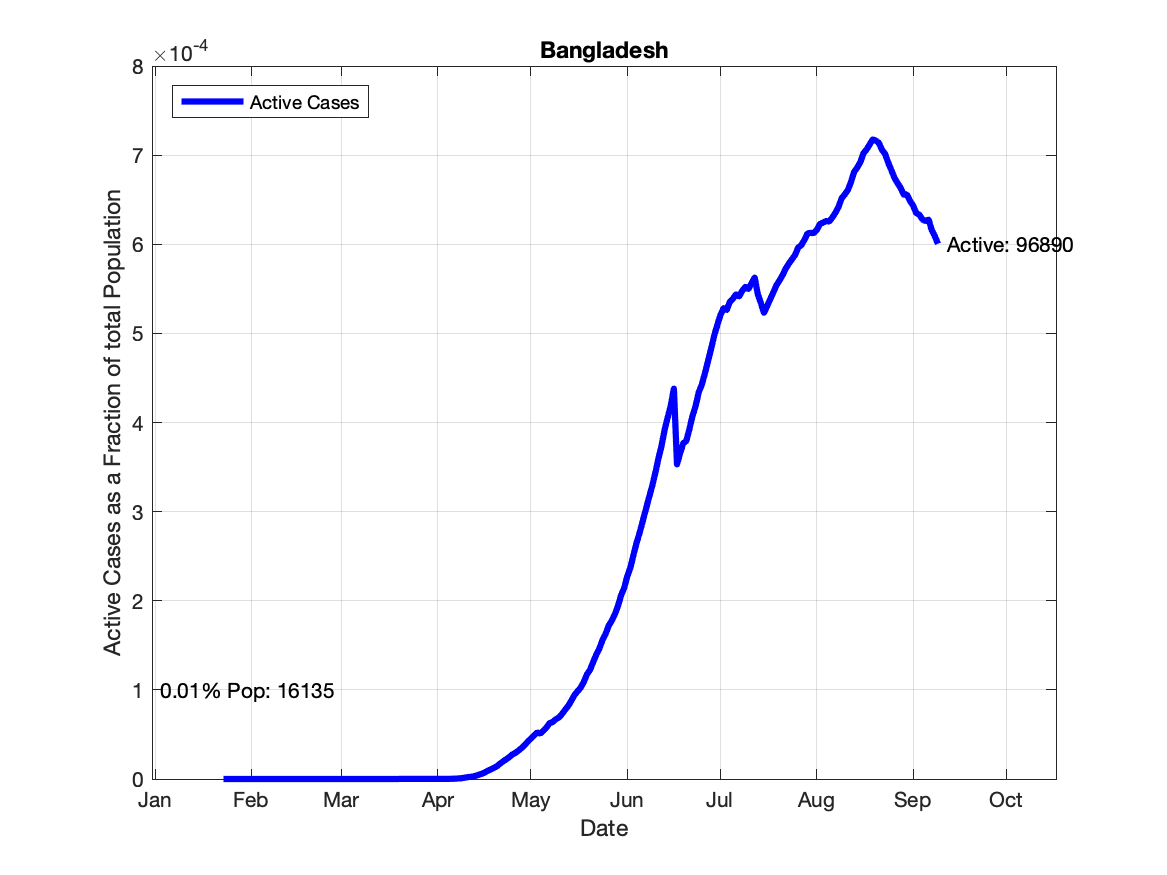 Bangladesh
×10-4
8
7
6
5
4
3
2
1
0
Active Cases
Active: 96890
0.01% Pop: 16135
Active Cases as a Fraction of total Population
Jan Feb Mar Apr May Jun Jul Aug Sep Oct
Date